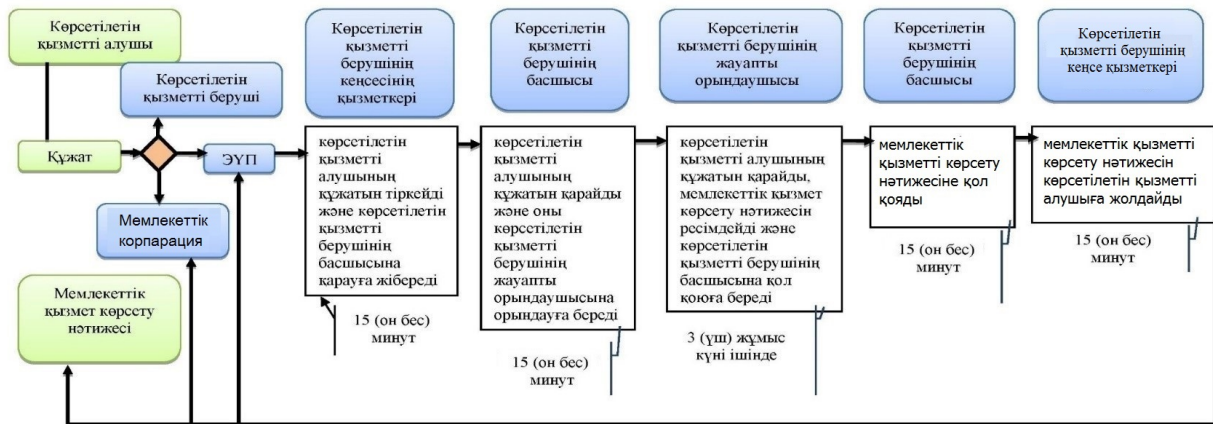 Көрсетілетін
қызметті алушы
Құжат
Көрсетілетін
қызметті беруші
ЭҮП
Мемлекеттік
корпарация
Мемлекеттік
қызмет көрсету
нәтижесі
Көрсетілетін
қызметті
берушінің
кеңсесінің
қызметкері
көрсетілетін
қызметті
алушының
құжатын тіркейді
және көрсетілетін
қызметті
берушінің
басшысына
қарауға жібереді
15 (он бес)
минут
Көрсетілетін
қызметті
берушінің
басшысы
көрсетілетін
қызметті
алушының
құжатын қарайды
және оны
көрсетілетін
қызметті
берушінің
жауапты
орындаушысына
орындауға береді
15 (он бес)
минут
Көрсетілетін
қызметті берушінің
жауапты
орындаушысы
көрсетілетін
қызметті алушының
құжатын қарайды,
мемлекеттік қызмет
көрсету нәтижесін
ресімдейді және
көрсетілетін
қызметті берушінің
басшысына қол
қоюға береді
3 (үш) жұмыс
күні ішінде
Көрсетілетін
қызметті
берушінің
басшысы
мемлекеттік
қызметті көрсету
нәтижесіне қол
қояды
15 (он бес)
минут
Көрсетілетін
қызметті берушінің
кеңсе қызметкері
мемлекеттік қызметті
көрсету нәтижесін
көрсетілетін қызметті
алушыға жолдайды
15 (он бес)
минут